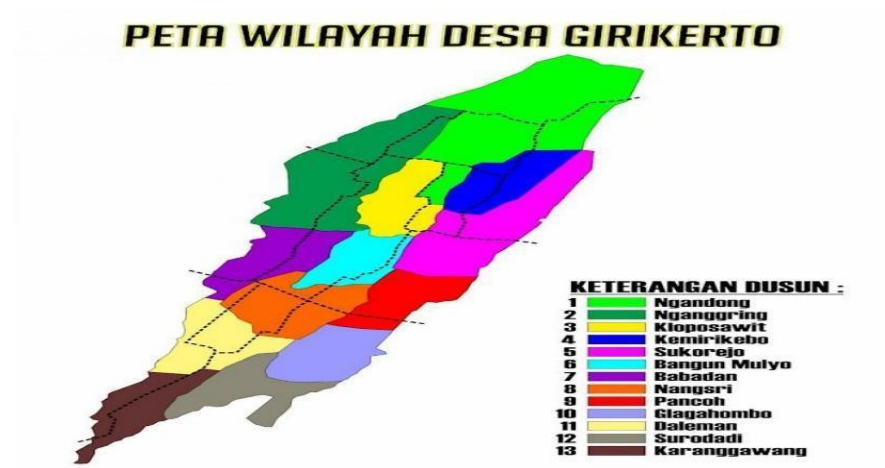 PETA WILAYAH DESA GIRIKERTO
KETERANGAN DUSUN :
1 Ngandong
2 Nganggring
3 Kloposawit
4 Kemirikebo
5 Sukorejo
6 Bangun Mulyo
7 Babadan
8 Nangsri
9 Pancoh
10 Glagahombo
11 Daleman
12 Surodadi
13 Karanggawang